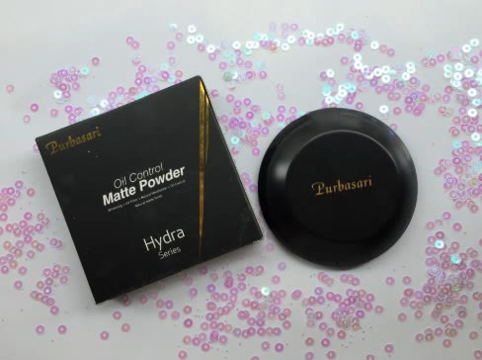 Purbasari
Oil Control
Matte Powder
Hydra
Series
Purbasari